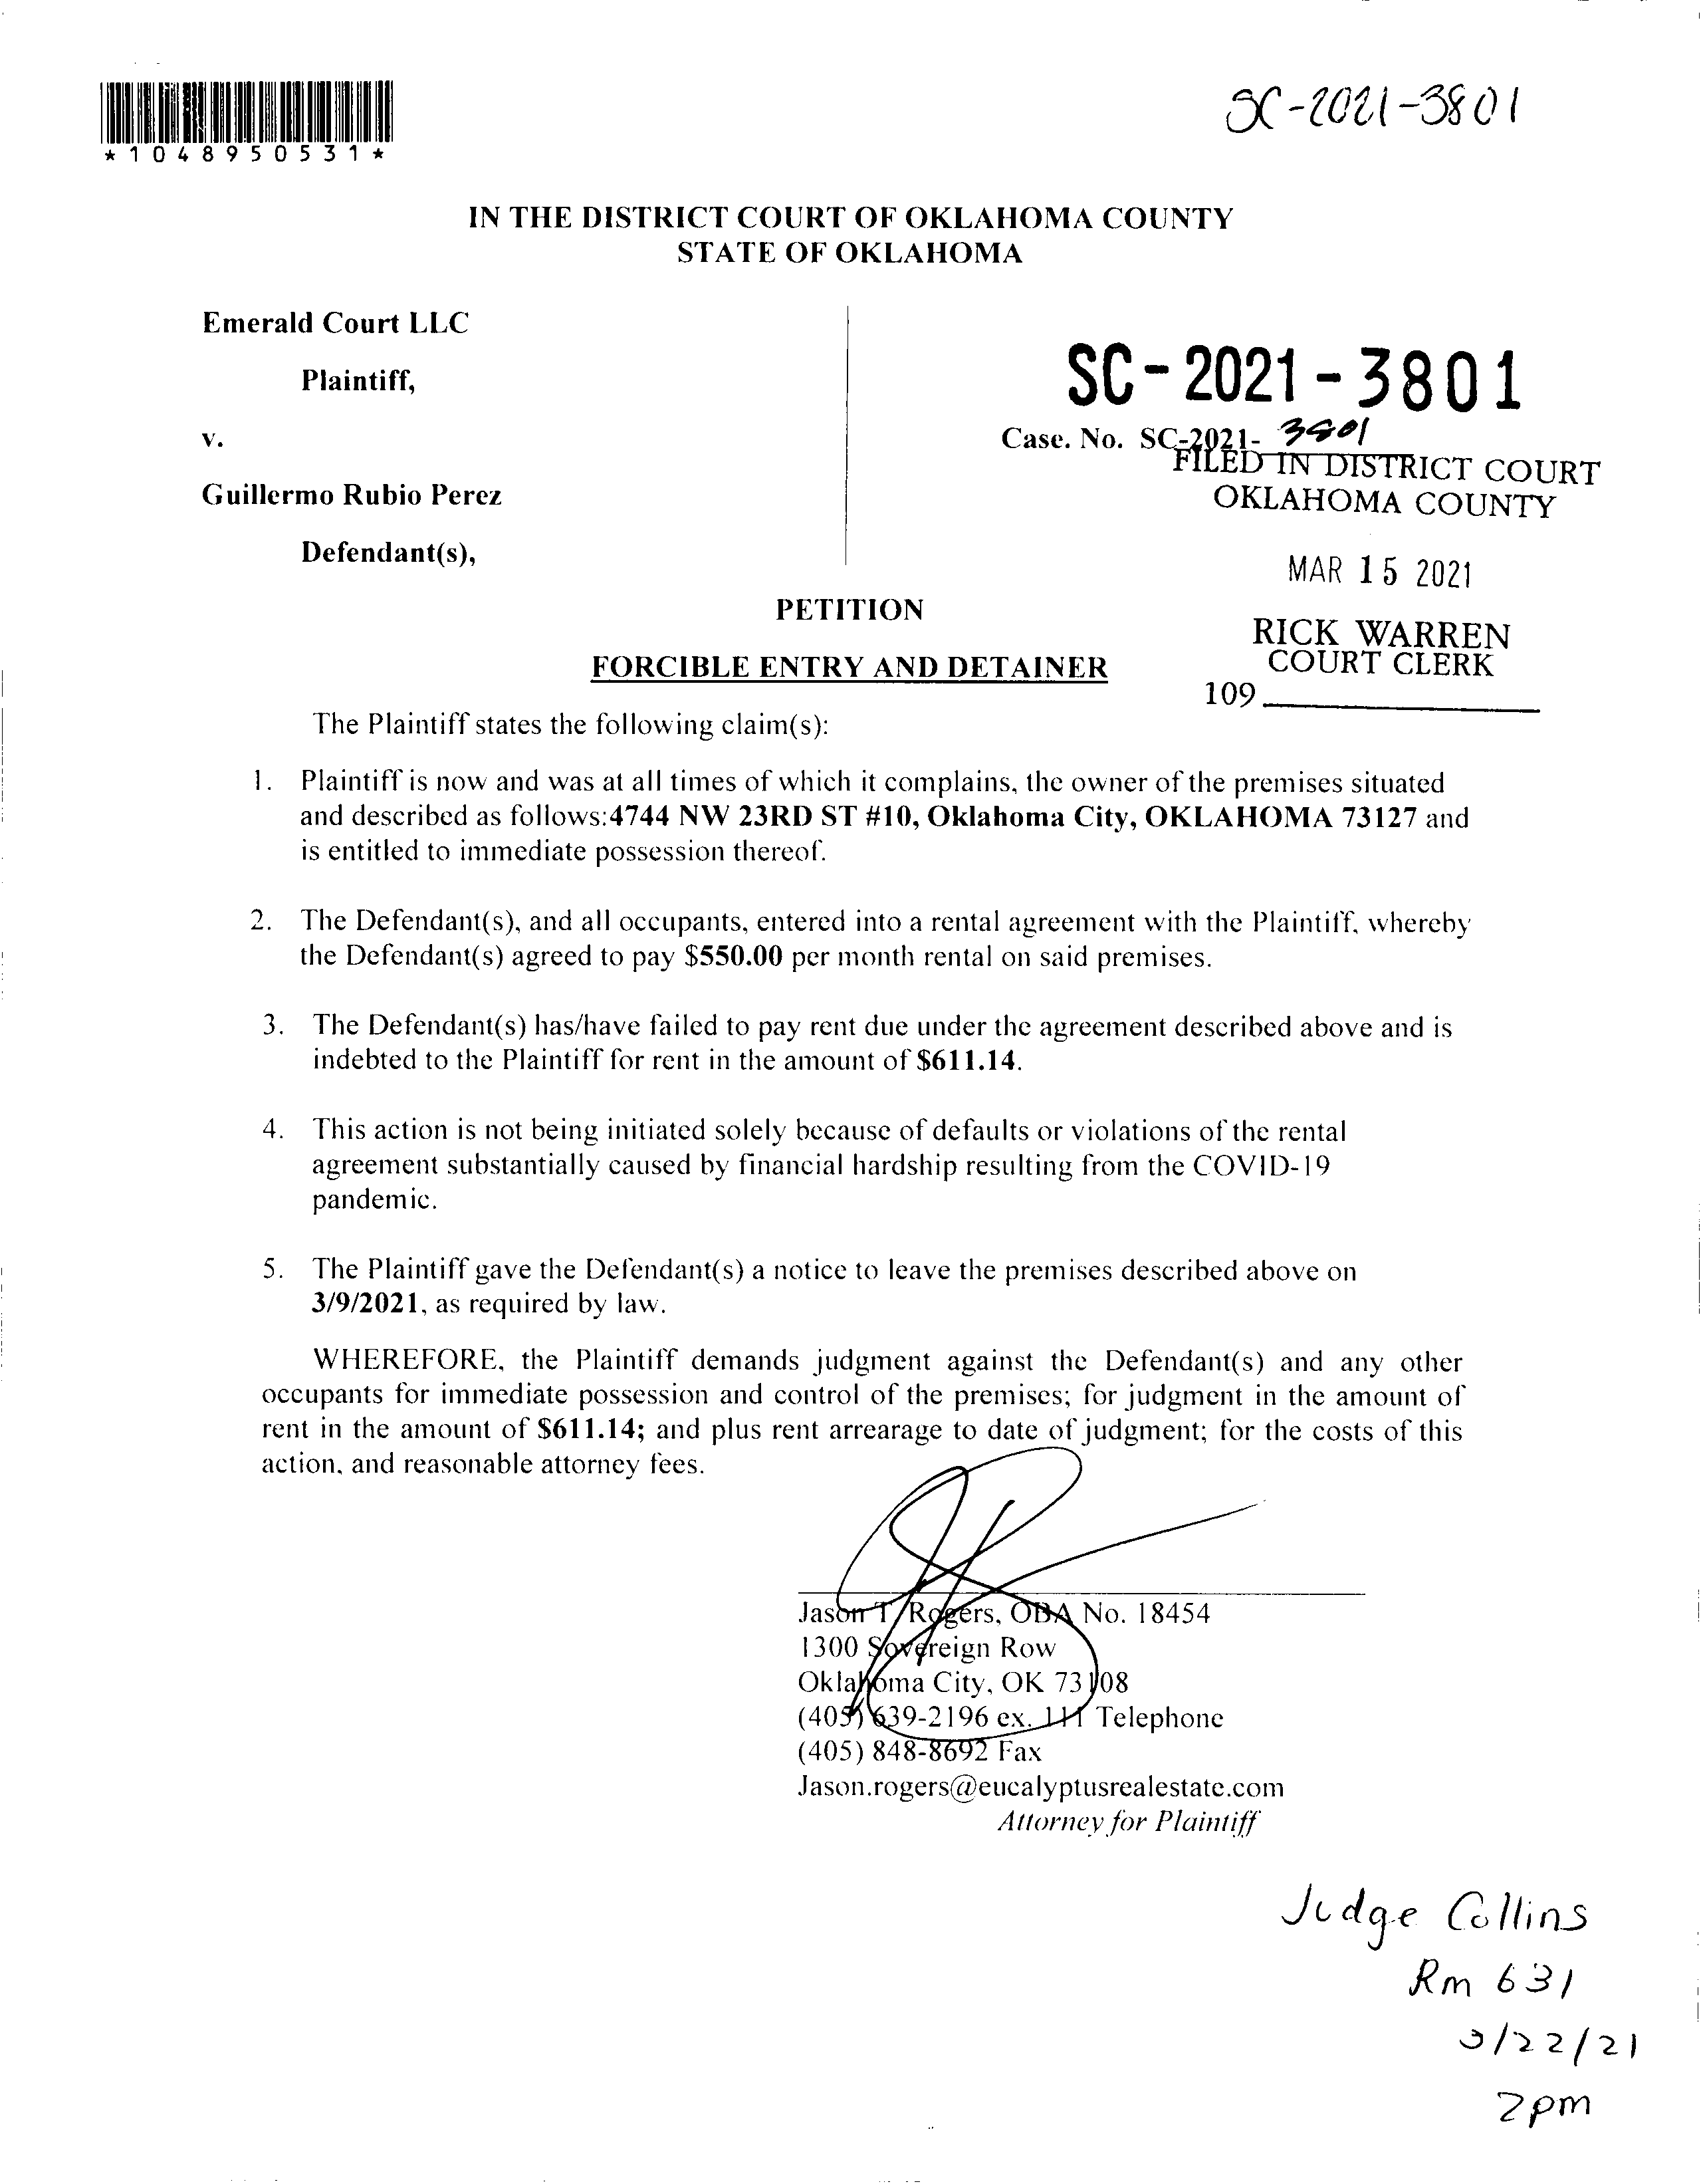 SC-2021-3801
*1048950531*
IN THE DISTRICT COURT OF OKLAHOMA COUNTY
STATE OF OKLAHOMA
Emerald Court LLC
Plaintiff,
v.
Guillermo Rubio Perez
Defendant(s),
SC-2021-3801
Case. No. SC-2021- 3801
FILED IN DISTRICT COURT
OKLAHOMA COUNTY
MAR 15 2021
RICK WARREN
COURT CLERK
109
PETITION
FORCIBLE ENTRY AND DETAINER
The Plaintiff states the following claim(s):
1. Plaintiff is now and was at all times of which it complains, the owner of the premises situated
and described as follows:4744 NW 23RD ST #10, Oklahoma City, OKLAHOMA 73127 and
is entitled to immediate possession thereof.
2. The Defendant(s), and all occupants, entered into a rental agreement with the Plaintiff, whereby
the Defendant(s) agreed to pay $550.00 per month rental on said premises.
3. The Defendant(s) has/have failed to pay rent due under the agreement described above and is
indebted to the Plaintiff for rent in the amount of $611.14.
4. This action is not being initiated solely because of defaults or violations of the rental
agreement substantially caused by financial hardship resulting from the COVID-19
pandemic.
5. The Plaintiff gave the Defendant(s) a notice to leave the premises described above on
3/9/2021, as required by law.
WHEREFORE, the Plaintiff demands judgment against the Defendant(s) and any other
occupants for immediate possession and control of the premises; for judgment in the amount of
rent in the amount of $611.14; and plus rent arrearage to date of judgment; for the costs of this
action, and reasonable attorney fees.
Jason T. Rogers, OBA No. 18454
1300 Sovereign Row
Oklahoma City, OK 73108
(405) 639-2196 ex. 111 Telephone
(405) 848-8692 Fax
Jason.rogers@eucalyptusrealestate.com
Attorney for Plaintiff
Judge Collins
Rm 631
3/22/21
2pm